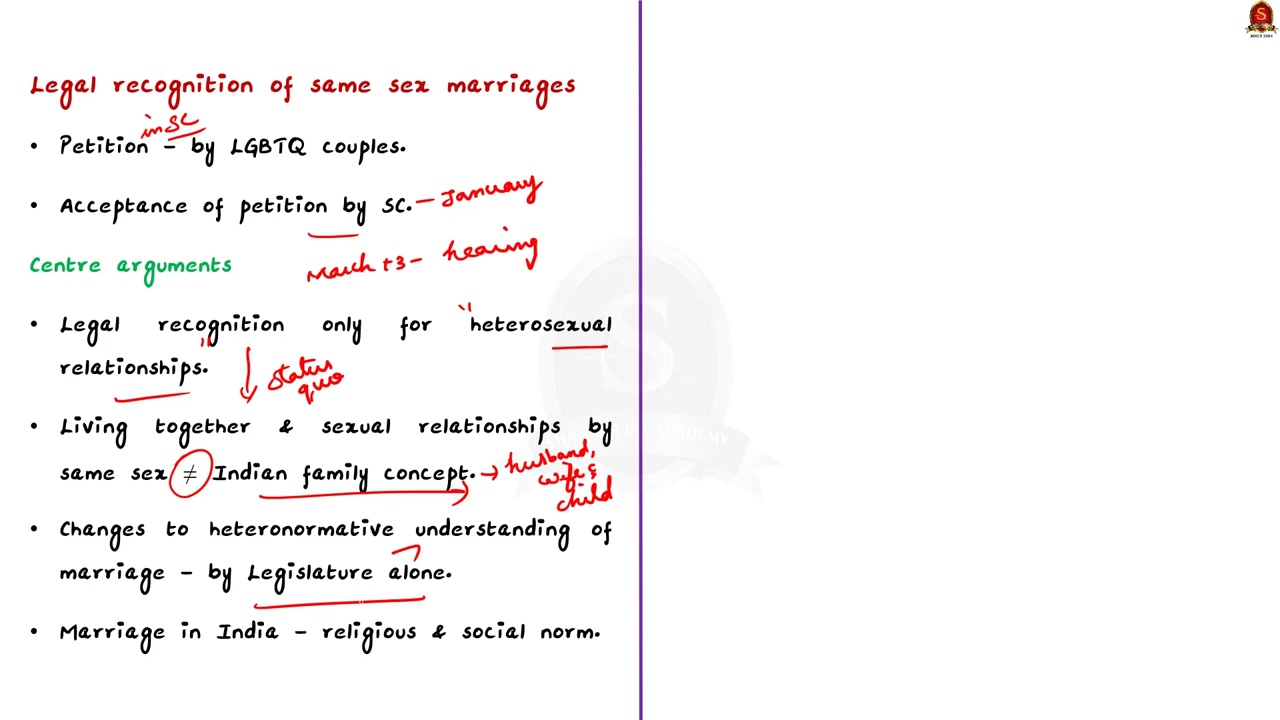 S
SINCE 2004
Legal recognition of same sex marriages
in SC
• Petition - by LGBTQ couples.
• Acceptance of petition by SC. - January
Centre arguments
March 13 - hearing
• Legal recognition only for "heterosexual
relationships."
status
quo
• Living together & sexual relationships by
same sex ≠ Indian family concept. → husband,
wife &
child
• Changes to heteronormative understanding of
marriage - by Legislature alone.
• Marriage in India - religious & social norm.